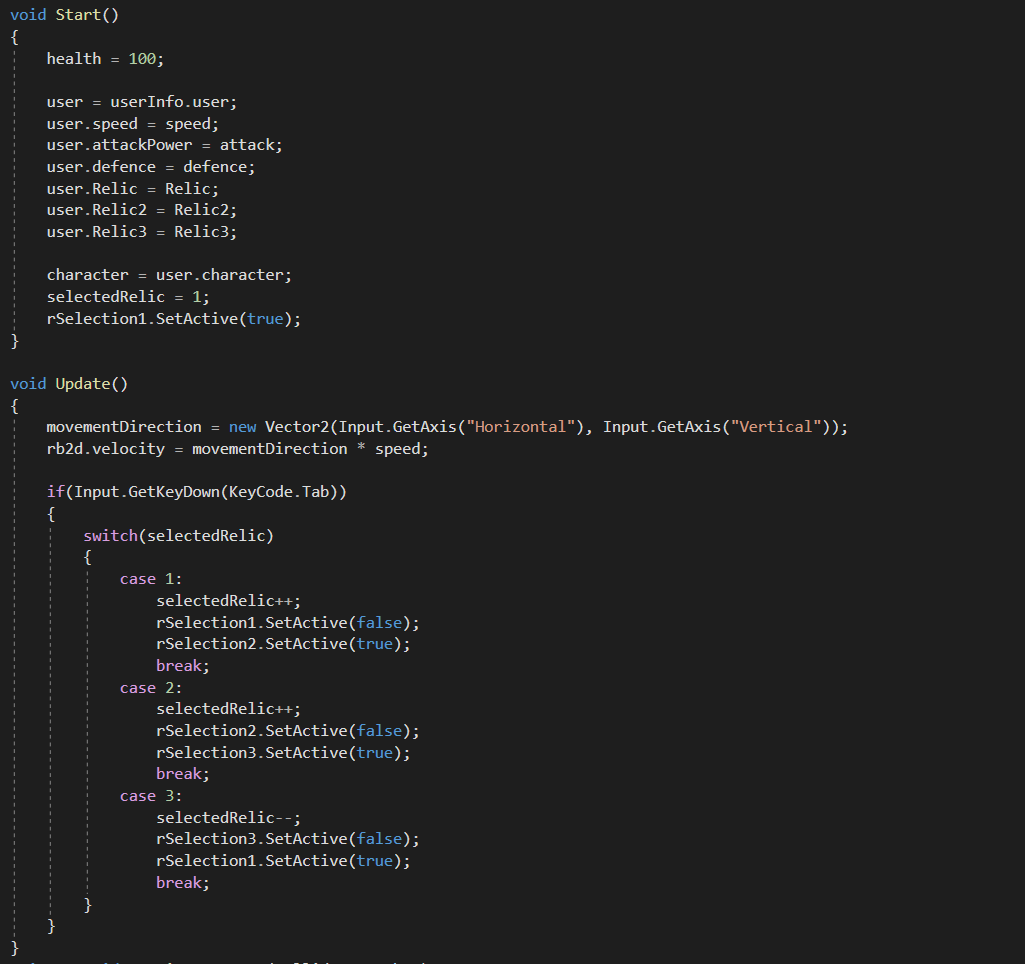 void Start()
{
health = 100;
user = userInfo.user;
user.speed = speed;
user.attackPower = attack;
user.defence = defence;
user.Relic = Relic;
user.Relic2 = Relic2;
user.Relic3 = Relic3;
character = user.character;
selectedRelic = 1;
rSelection1.SetActive(true);
}
void Update()
{
movementDirection = new Vector2(Input.GetAxis("Horizontal"), Input.GetAxis("Vertical"));
rb2d.velocity = movementDirection * speed;
if(Input.GetKeyDown(KeyCode.Tab))
{
switch(selectedRelic)
{
case 1:
selectedRelic++;
rSelection1.SetActive(false);
rSelection2.SetActive(true);
break;
case 2:
selectedRelic++;
rSelection2.SetActive(false);
rSelection3.SetActive(true);
break;
case 3:
selectedRelic--;
rSelection3.SetActive(false);
rSelection1.SetActive(true);
break;
}
}
}